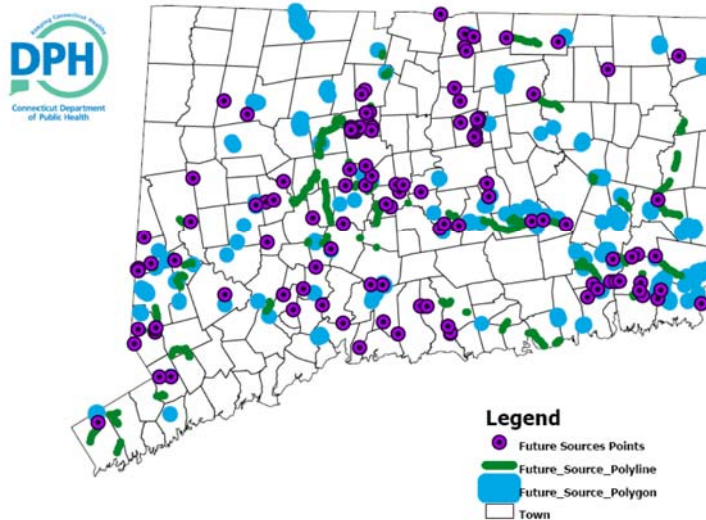 Keeping Connecticut Healthy
DPH
Connecticut Department
of Public Health
Legend
Future Sources Points
Future_Source_Polyline
Future_Source_Polygon
Town